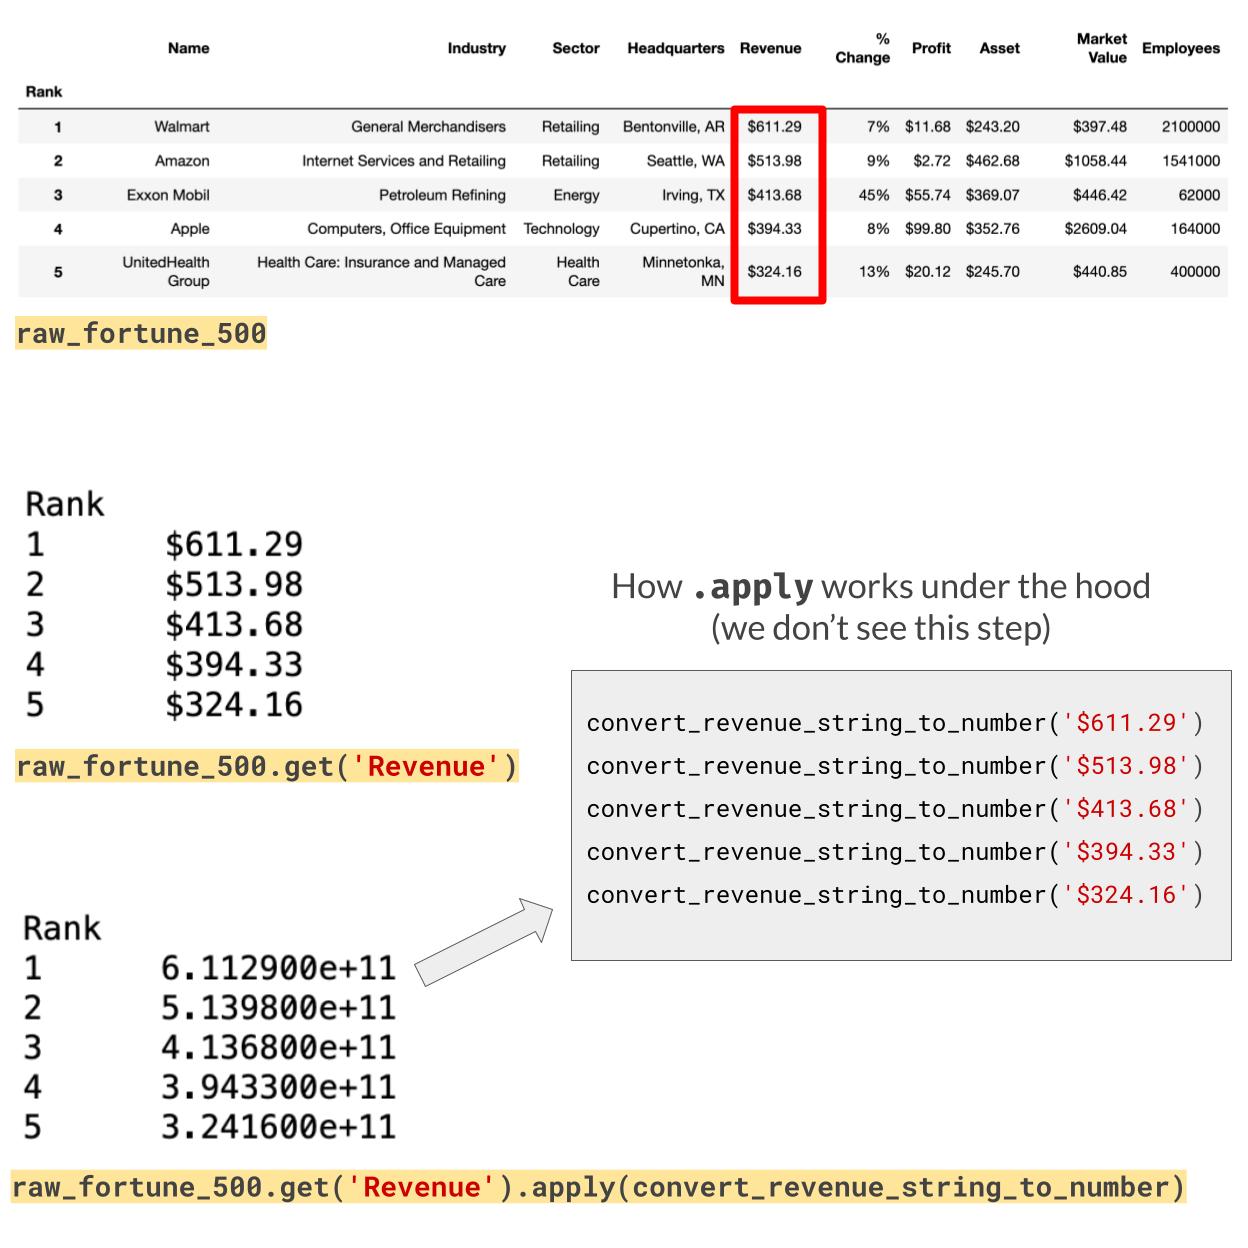 Name Industry Sector Headquarters Revenue % Change Profit Asset Market Value Employees
Rank
1 Walmart General Merchandisers Retailing Bentonville, AR $611.29 7% $11.68 $243.20 $397.48 2100000
2 Amazon Internet Services and Retailing Retailing Seattle, WA $513.98 9% $2.72 $462.68 $1058.44 1541000
3 Exxon Mobil Petroleum Refining Energy Irving, TX $413.68 45% $55.74 $369.07 $446.42 62000
4 Apple Computers, Office Equipment Technology Cupertino, CA $394.33 8% $99.80 $352.76 $2609.04 164000
5 UnitedHealth Group Health Care: Insurance and Managed Care Health Care Minnetonka, MN $324.16 13% $20.12 $245.70 $440.85 400000
raw_fortune_500
Rank
1 $611.29
2 $513.98
3 $413.68
4 $394.33
5 $324.16
raw_fortune_500.get('Revenue')
How .apply works under the hood
(we don't see this step)
convert_revenue_string_to_number('$611.29')
convert_revenue_string_to_number('$513.98')
convert_revenue_string_to_number('$413.68')
convert_revenue_string_to_number('$394.33')
convert_revenue_string_to_number('$324.16')
Rank
1 6.112900e+11
2 5.139800e+11
3 4.136800e+11
4 3.943300e+11
5 3.241600e+11
raw_fortune_500.get('Revenue').apply(convert_revenue_string_to_number)